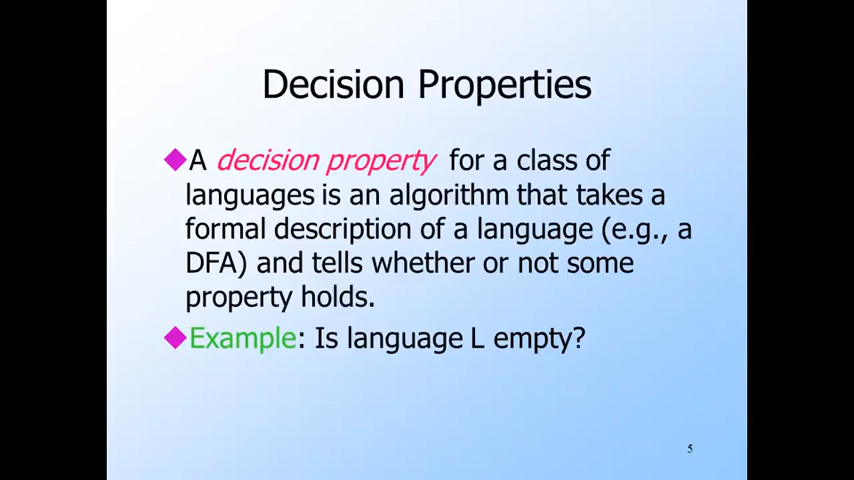 Decision Properties
A decision property for a class of
languages is an algorithm that takes a
formal description of a language (e.g., a
DFA) and tells whether or not some
property holds.
Example: Is language L empty?
5